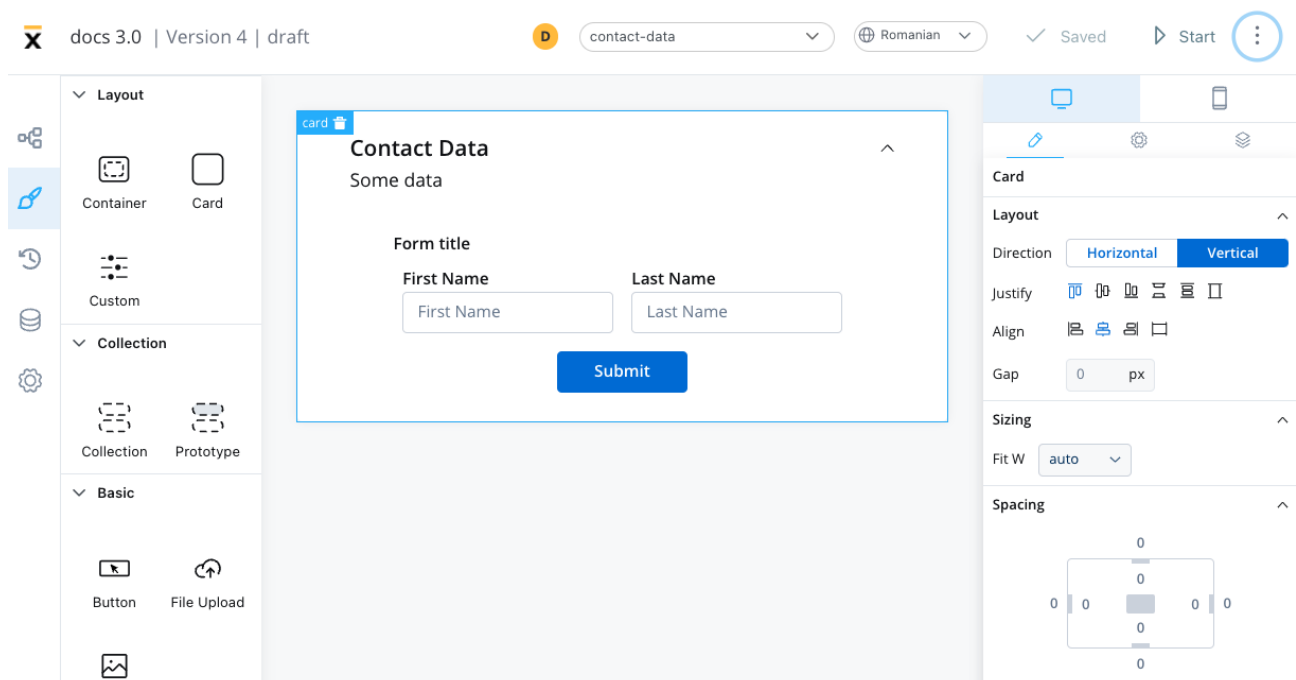 docs 3.0 | Version 4 | draft
D
contact-data
Romanian
Saved
Start
Layout
Container
Card
Custom
Collection
Collection
Prototype
Basic
Button
File Upload
card
Contact Data
Some data
Form title
First Name
Last Name
First Name
Last Name
Submit
Card
Layout
Direction
Horizontal
Vertical
Justify
Align
Gap
0
px
Sizing
Fit W
auto
Spacing
0
0
0
0
0
0
0
0